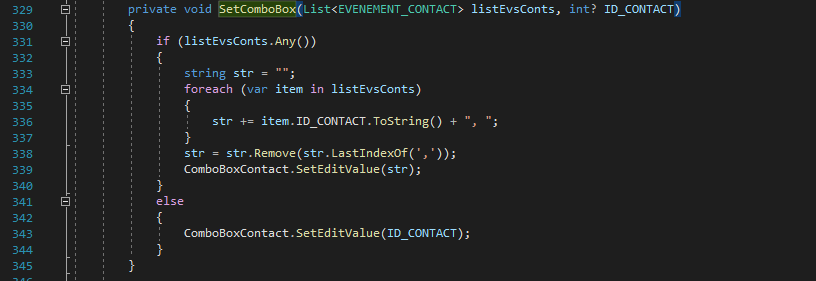 329 private void SetComboBox(List<EVENEMENT_CONTACT> listEvsConts, int? ID_CONTACT)
330 {
331 if (listEvsConts.Any())
332 {
333 string str = "";
334 foreach (var item in listEvsConts)
335 {
336 str += item.ID_CONTACT.ToString() + ", ";
337 }
338 str = str.Remove(str.LastIndexOf(','));
339 ComboBoxContact.SetEditValue(str);
340 }
341 else
342 {
343 ComboBoxContact.SetEditValue(ID_CONTACT);
344 }
345 }